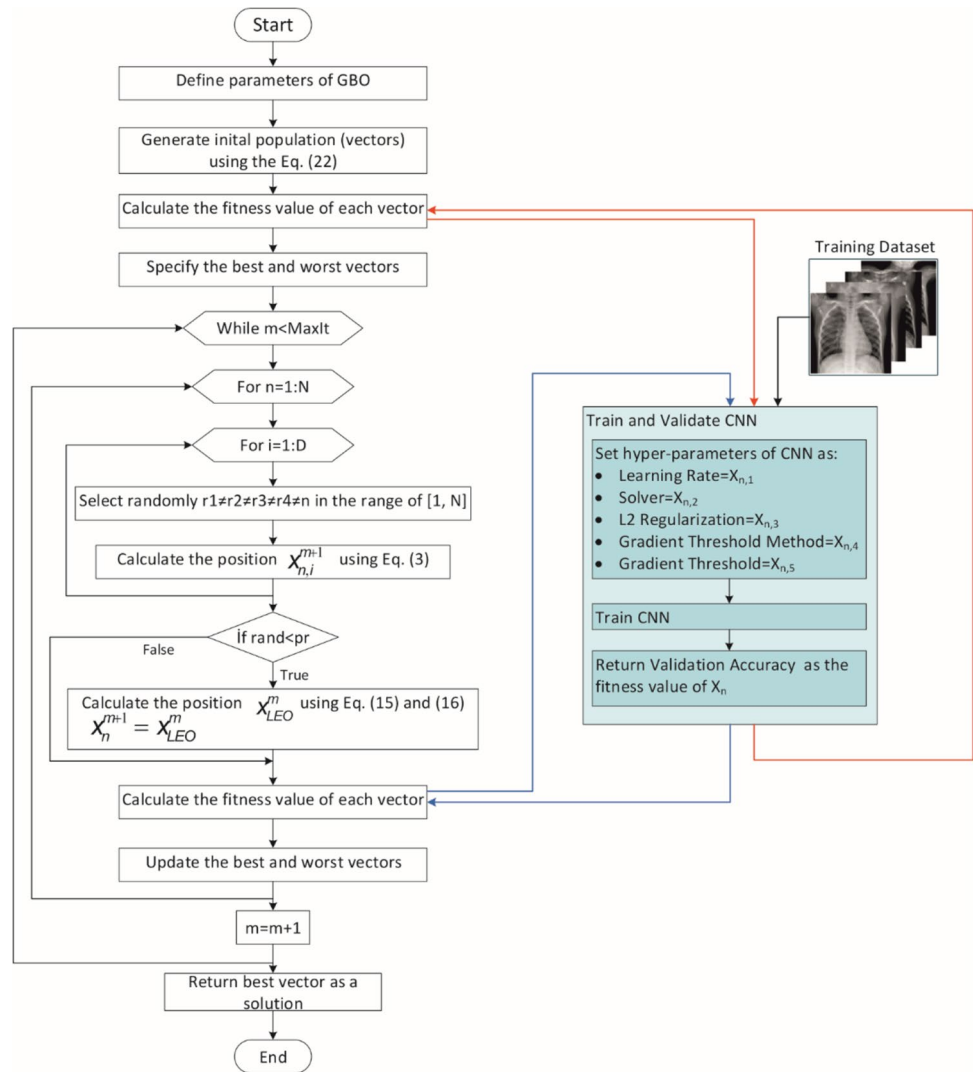 Start
Define parameters of GBO
Generate inital population (vectors)
using the Eq. (22)
Calculate the fitness value of each vector
Specify the best and worst vectors
While m<MaxIt
For n=1:N
For i=1:D
Select randomly r1≠r2≠r3≠r4≠n in the range of [1, N]
Calculate the position X_{n,i}^{m+1} using Eq. (3)
İf rand<pr
False
True
Calculate the position X_{LEO}^{m} using Eq. (15) and (16)
X_{n}^{m+1} = X_{LEO}^{m}
Calculate the fitness value of each vector
Update the best and worst vectors
m=m+1
Return best vector as a
solution
End
Training Dataset
Train and Validate CNN
Set hyper-parameters of CNN as:
• Learning Rate=X_{n,1}
• Solver=X_{n,2}
• L2 Regularization=X_{n,3}
• Gradient Threshold Method=X_{n,4}
• Gradient Threshold=X_{n,5}
Train CNN
Return Validation Accuracy as the
fitness value of X_{n}